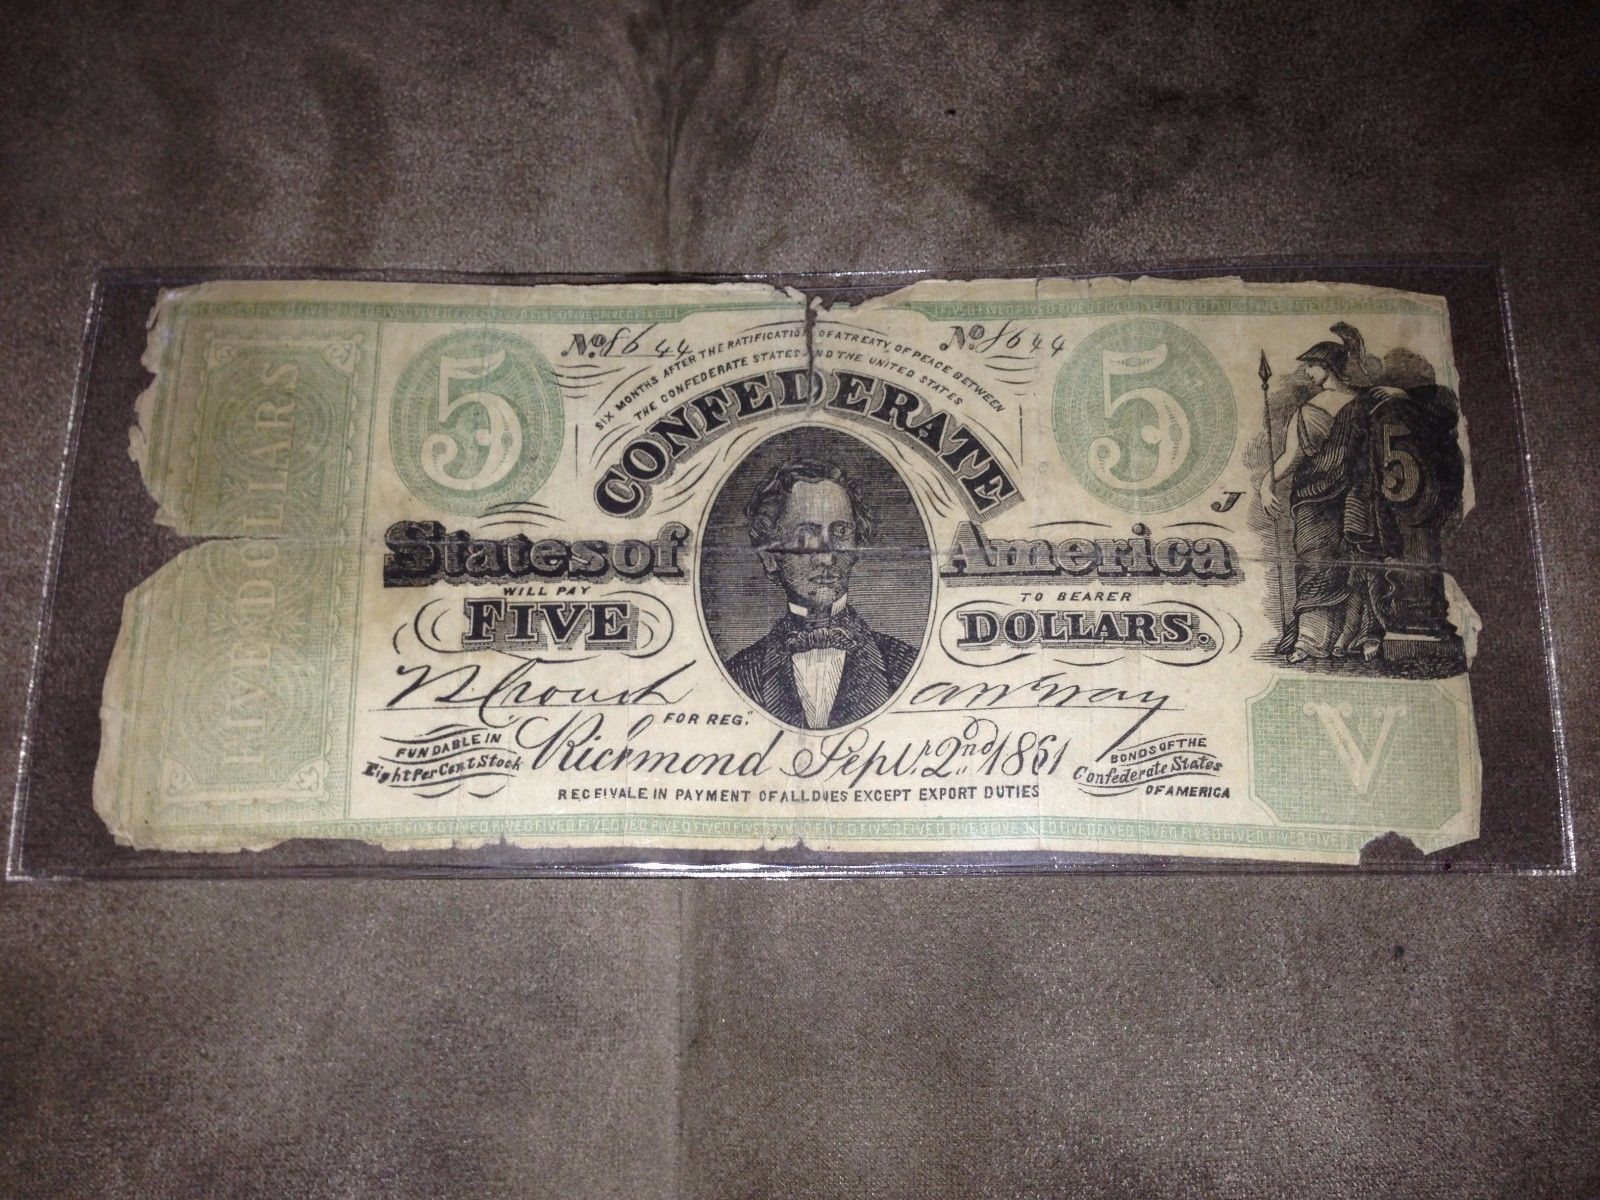 FIVE DOLLARS
5
No. 8644
No. 8644
5
SIX MONTHS AFTER THE RATIFICATION OF A TREATY OF PEACE BETWEEN
THE CONFEDERATE STATES AND THE UNITED STATES
CONFEDERATE
J
5
States of America
WILL PAY TO BEARER
FIVE DOLLARS.
FOR REG.
FUNDABLE IN
Eight Per Cent Stock
Richmond Sept. 2nd 1861
BONDS OF THE
Confederate States
OF AMERICA
RECEIVALE IN PAYMENT OF ALL DUES EXCEPT EXPORT DUTIES
V